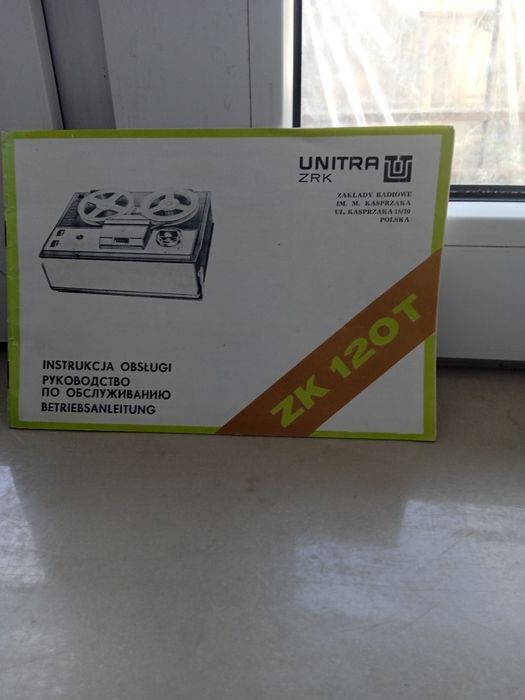 UNITRA
ZRK
ZAKŁADY RADIOWE
IM. M. KASPRZAKA
UL. KASPRZAKA 18/20
POLSKA
ZK 120T
INSTRUKCJA OBSŁUGI
РУКОВОДСТВО
ПО ОБСЛУЖИВАНИЮ
BETRIEBSANLEITUNG